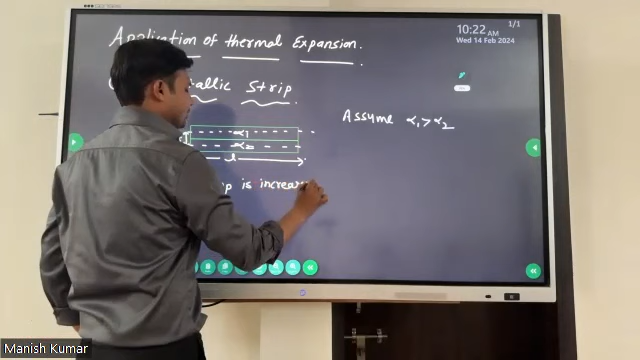 1/1
10:22 AM
Wed 14 Feb 2024
Application of thermal Expansion.
Strip
Assume α₁ > α₂
α₁
α₂
l
is increas
Manish Kumar